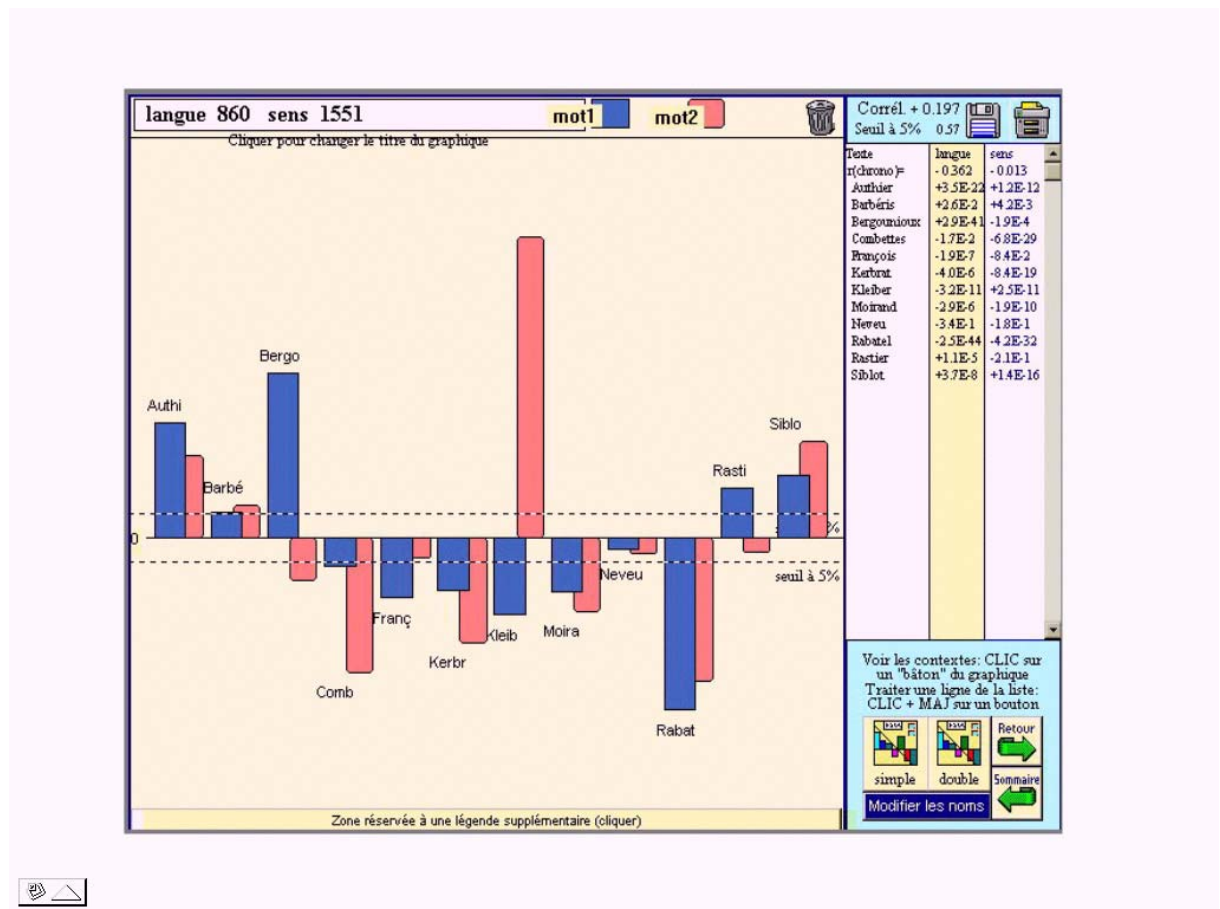 langue 860 sens 1551 mot1 mot2
Cliquer pour changer le titre du graphique
Corrél. + 0.197
Seuil à 5% 0.57
Texte langue sens
r(chrono)= - 0.362 - 0.013
Authier +3.5E-22 +1.2E-12
Barbéris +2.6E-2 +4.2E-3
Bergounioux +2.9E-41 -1.9E-4
Combettes -1.7E-2 -6.8E-29
François -1.9E-7 -8.4E-2
Kerbrat -4.0E-6 -8.4E-19
Kleiber -3.2E-11 +2.5E-11
Moirand -2.9E-6 -1.9E-10
Neveu -3.4E-1 -1.8E-1
Rabatel -2.5E-44 -4.2E-32
Rastier +1.1E-5 -2.1E-1
Siblot +3.7E-8 +1.4E-16
Bergo
Authi
Siblo
Rasti
Barbé
%
0
seuil à 5%
Neveu
Franç
Kleib
Moira
Kerbr
Comb
Rabat
Zone réservée à une légende supplémentaire (cliquer)
Voir les contextes: CLIC sur
un "bâton" du graphique
Traiter une ligne de la liste:
CLIC + MAJ sur un bouton
simple
double
Retour
Sommaire
Modifier les noms